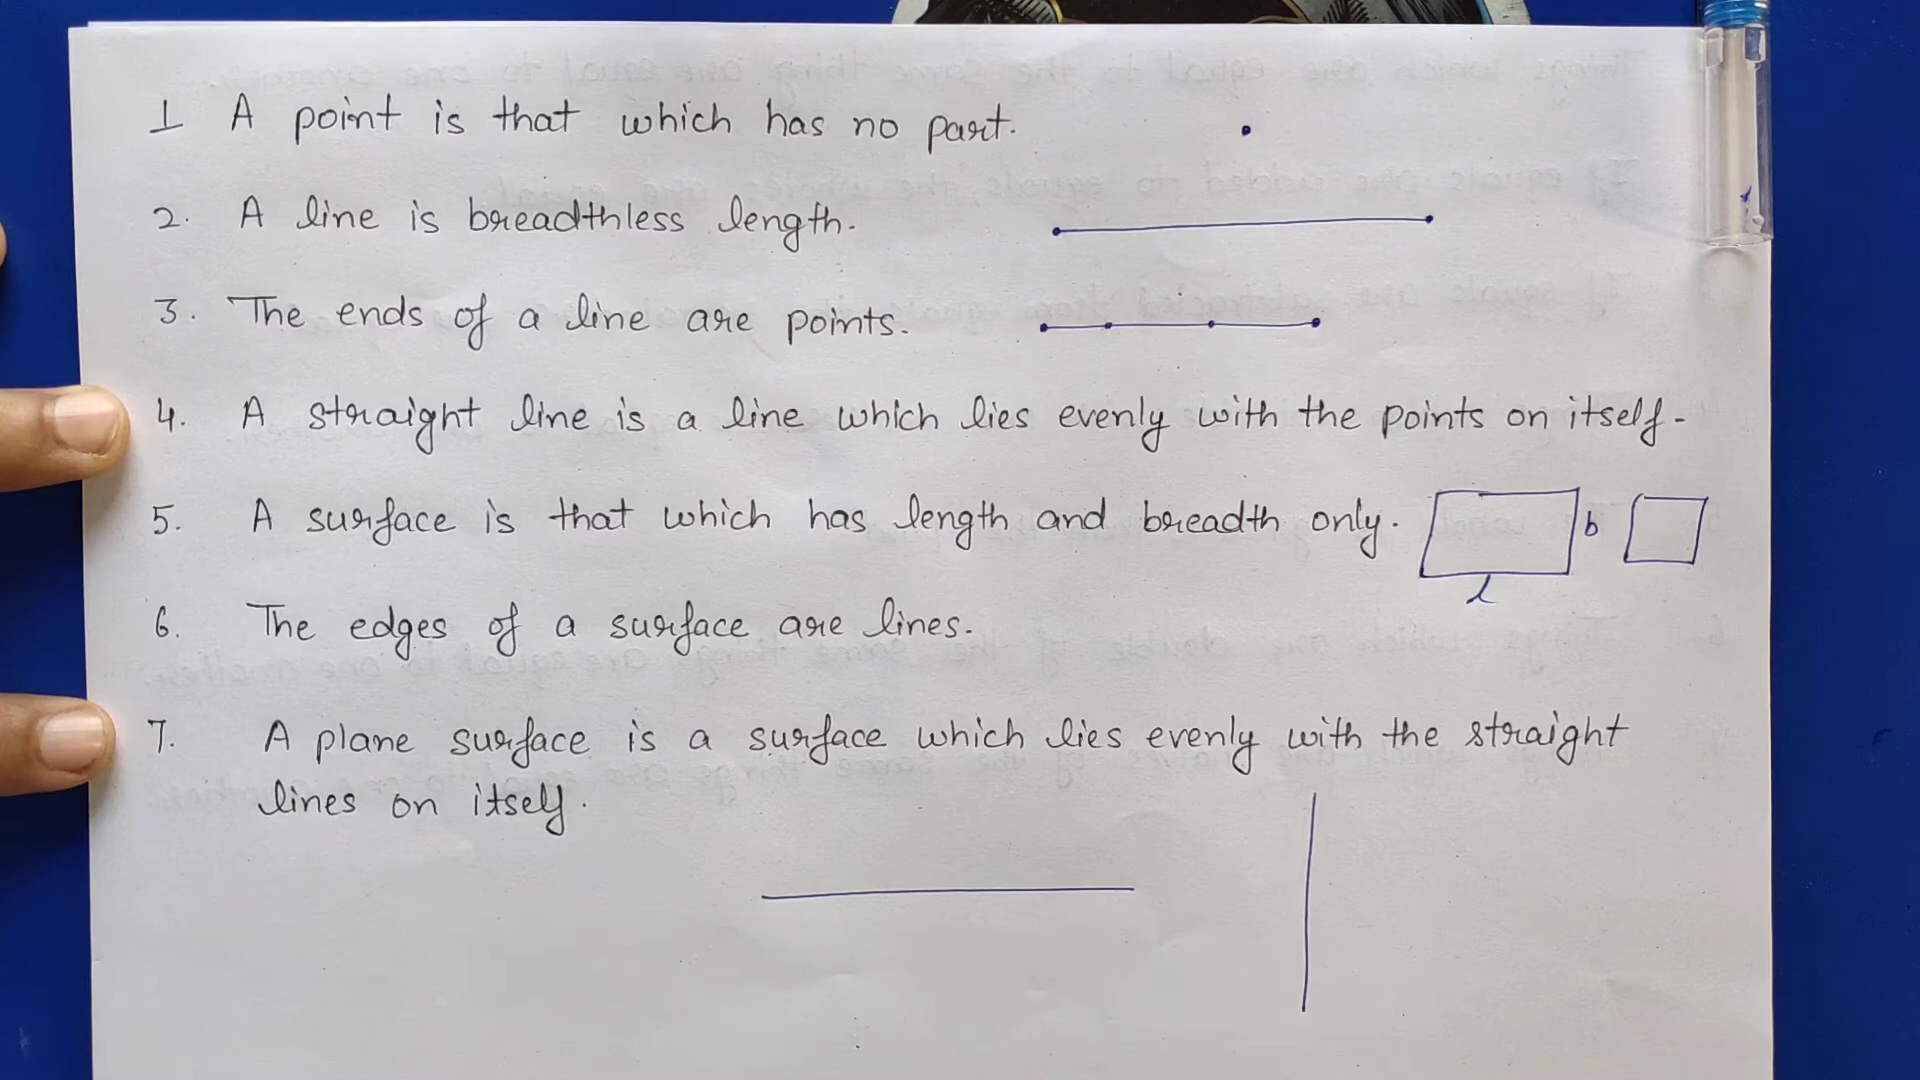 1 A point is that which has no part.
2. A line is breadthless length.
3. The ends of a line are points.
4. A straight line is a line which lies evenly with the points on itself.
5. A surface is that which has length and breadth only.
b
l
6. The edges of a surface are lines.
7. A plane surface is a surface which lies evenly with the straight
lines on itself.